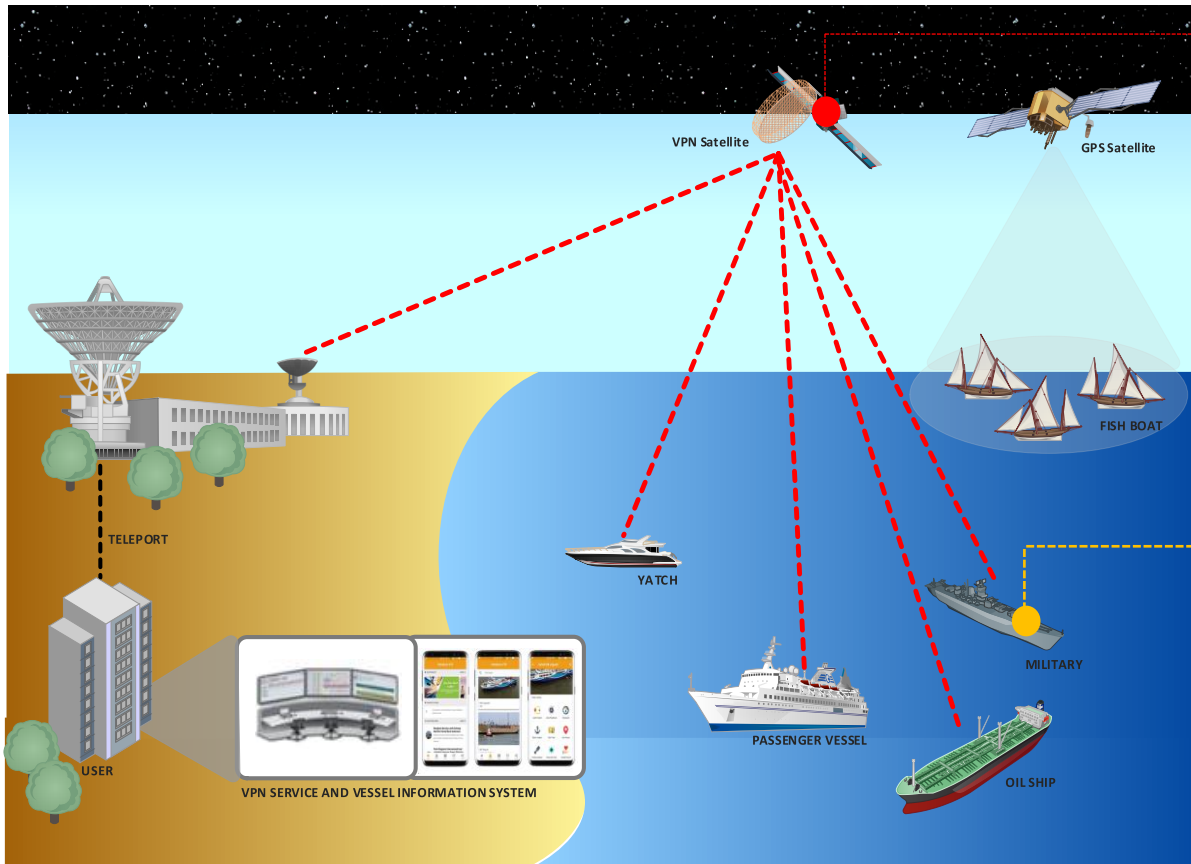 VPN Satellite
GPS Satellite
FISH BOAT
TELEPORT
YATCH
MILITARY
PASSENGER VESSEL
USER
OIL SHIP
VPN SERVICE AND VESSEL INFORMATION SYSTEM